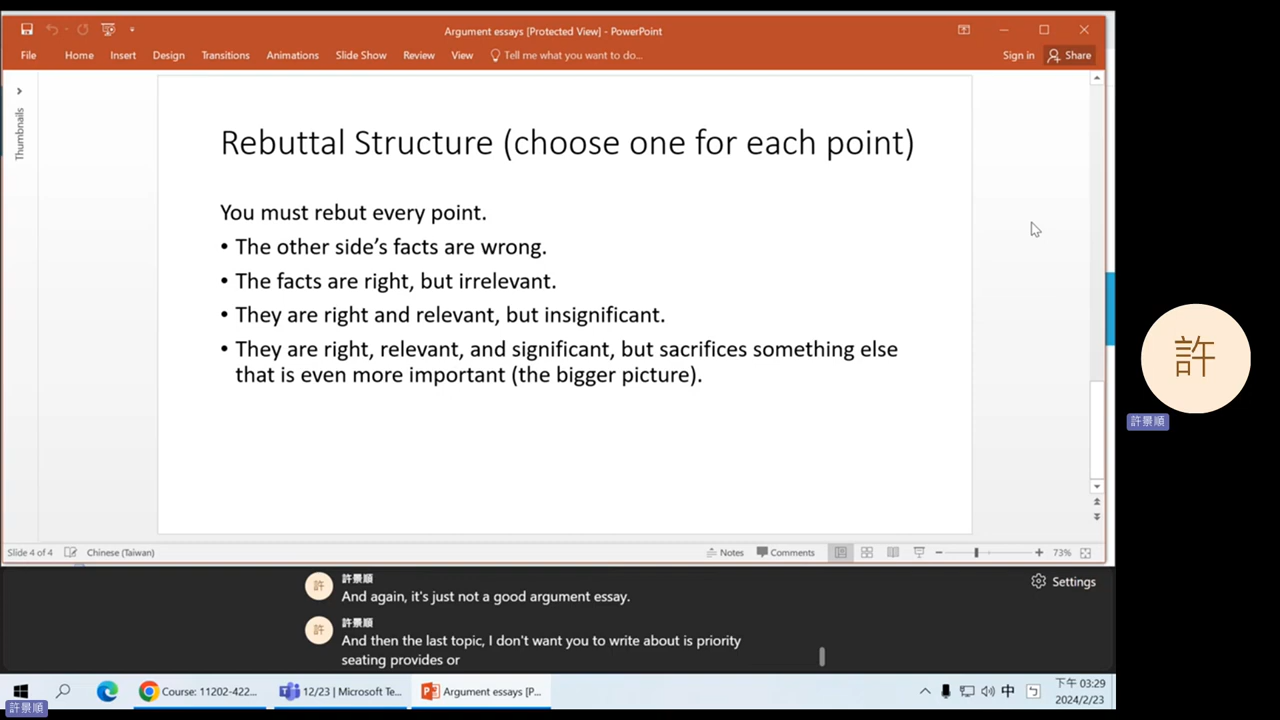 Argument essays [Protected View] - PowerPoint
File Home Insert Design Transitions Animations Slide Show Review View Tell me what you want to do... Sign in Share
Thumbnails
Rebuttal Structure (choose one for each point)
You must rebut every point.
• The other side's facts are wrong.
• The facts are right, but irrelevant.
• They are right and relevant, but insignificant.
• They are right, relevant, and significant, but sacrifices something else
that is even more important (the bigger picture).
許
許景順
Slide 4 of 4 Chinese (Taiwan) Notes Comments 73%
許 許景順
And again, it's just not a good argument essay.
Settings
許 許景順
And then the last topic, I don't want you to write about is priority
seating provides or
Course: 11202-422... 12/23 | Microsoft Te... Argument essays [P... 中 ㄅ 下午 03:29
2024/2/23
許景順